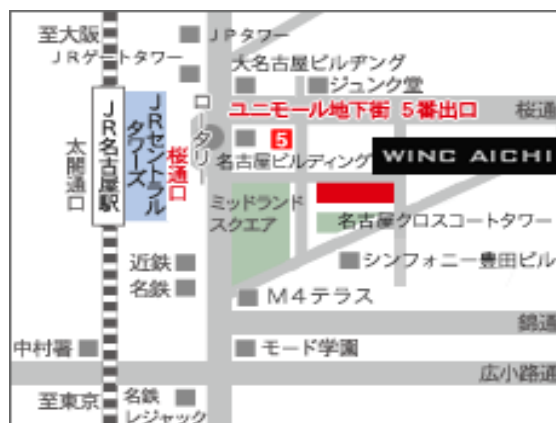 至大阪
JPタワー
JRゲートタワー
大名古屋ビルヂング
ジュンク堂
ユニモール地下街 5番出口
桜通
ロータリー
JR名古屋駅
JRセントラル
タワーズ
桜通口
太閤通口
5
名古屋ビルディング
WINC AICHI
ミッドランド
スクエア
名古屋クロスコートタワー
近鉄
シンフォニー豊田ビル
名鉄
M4テラス
錦通
中村署
モード学園
広小路通
至東京
名鉄
レジャック